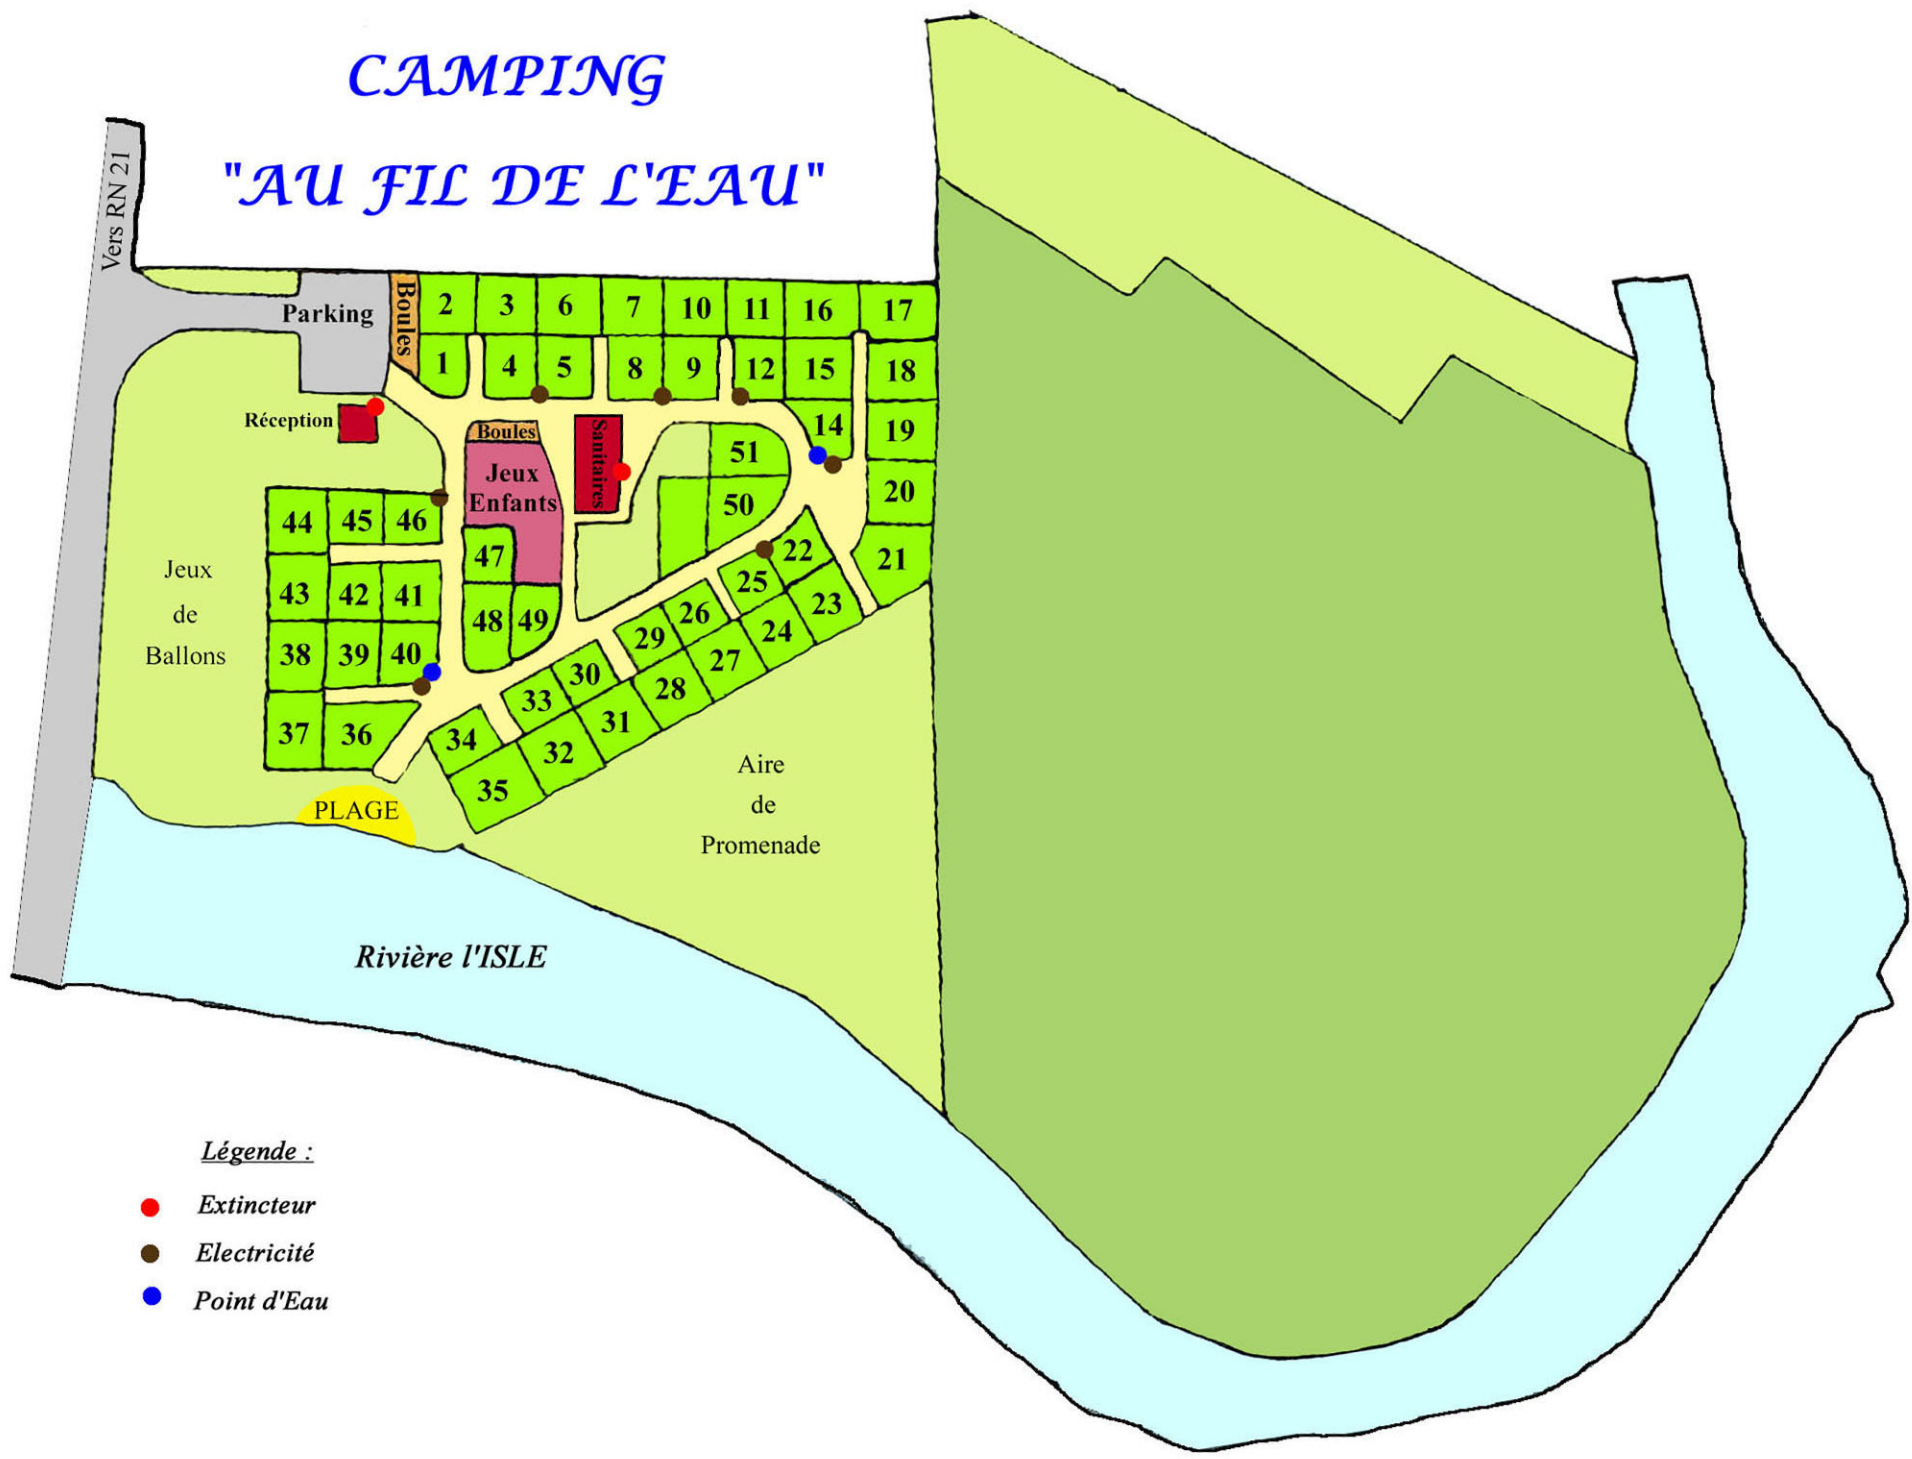 CAMPING
"AU FIL DE L'EAU"
Vers RN 21
Parking
Boules
2 3 6 7 10 11 16 17
1 4 5 8 9 12 15 18
Réception
Boules
Sanitaires
14 19
51
Jeux
Enfants
50 20
44 45 46
47
22 21
Jeux
de
Ballons
43 42 41
48 49
25 23
26 24
29 27
38 39 40
30 28
33 31
37 36
34 32
35
PLAGE
Aire
de
Promenade
Rivière l'ISLE
Légende :
Extincteur
Electricité
Point d'Eau